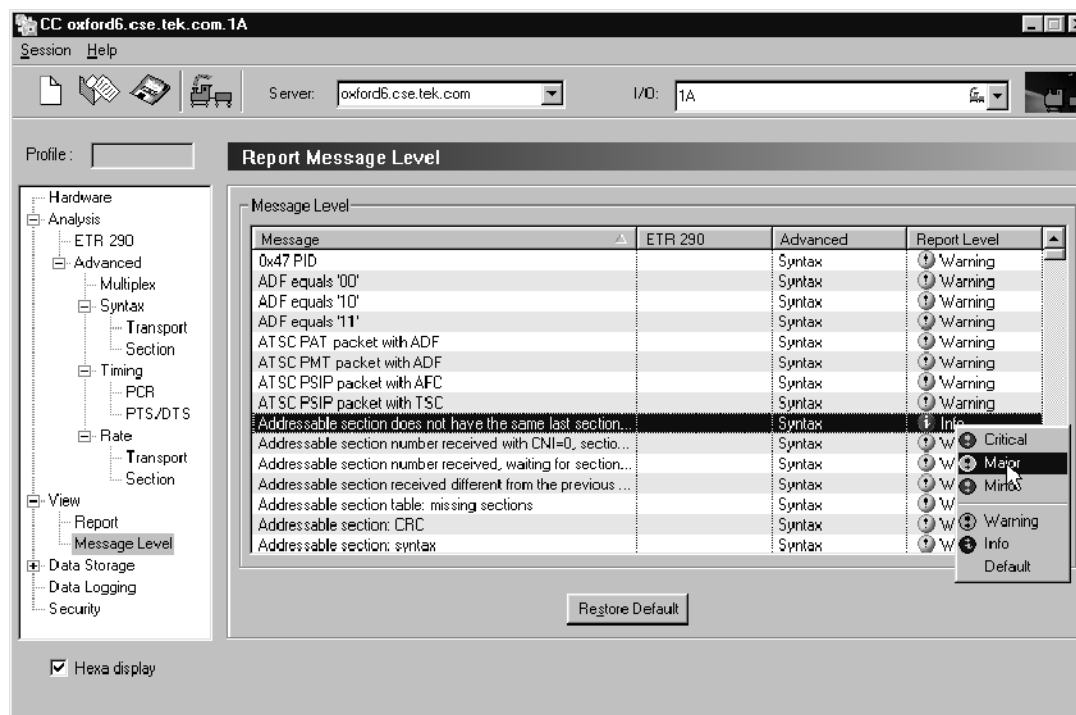 CC oxford6.cse.tek.com.1A
Session Help
Server: oxford6.cse.tek.com I/O: 1A
Profile :
Report Message Level
Hardware
Analysis
ETR 290
Advanced
Multiplex
Syntax
Transport
Section
Timing
PCR
PTS/DTS
Rate
Transport
Section
View
Report
Message Level
Data Storage
Data Logging
Security
Message Level
Message ETR 290 Advanced Report Level
0x47 PID Syntax Warning
ADF equals '00' Syntax Warning
ADF equals '10' Syntax Warning
ADF equals '11' Syntax Warning
ATSC PAT packet with ADF Syntax Warning
ATSC PMT packet with ADF Syntax Warning
ATSC PSIP packet with AFC Syntax Warning
ATSC PSIP packet with TSC Syntax Warning
Addressable section does not have the same last section... Syntax Info
Addressable section number received with CNI=0, sectio... Syntax W
Addressable section number received, waiting for section... Syntax W
Addressable section received different from the previous ... Syntax W
Addressable section table: missing sections Syntax W
Addressable section: CRC Syntax W
Addressable section: syntax Syntax W
Critical
Major
Minor
Warning
Info
Default
Restore Default
Hexa display